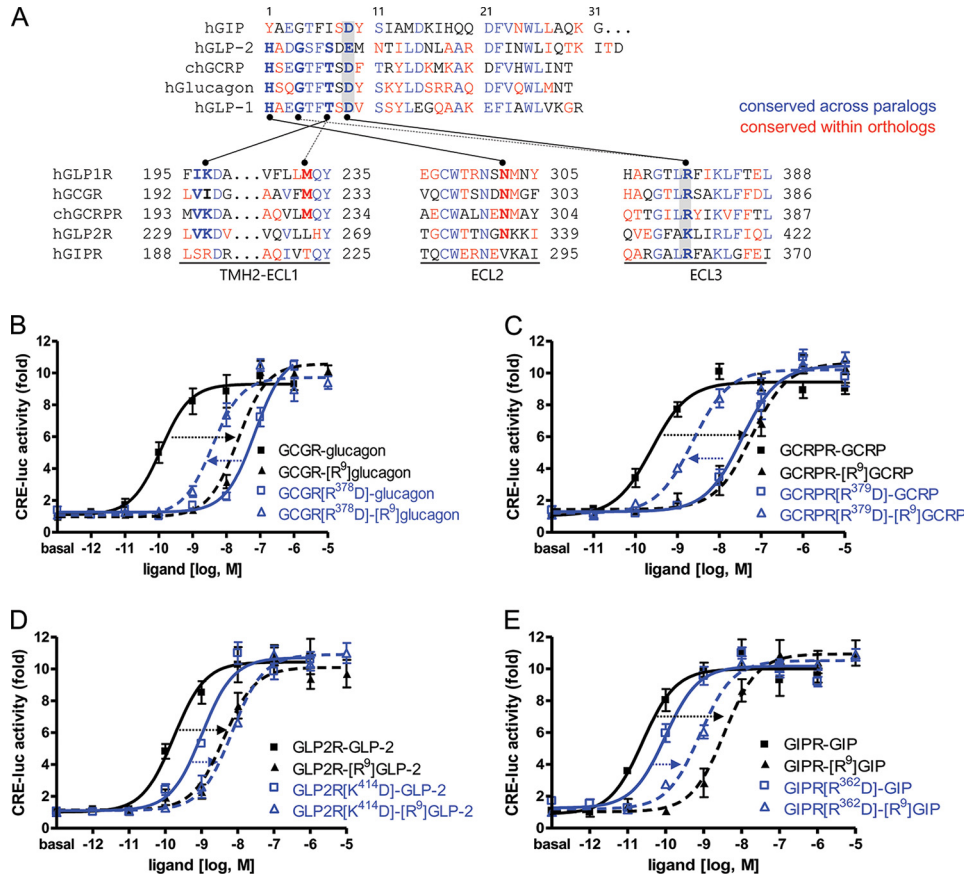 A
1 11 21 31
hGIP YAEGTFISDY SIAMDKIHQQ DFVNWLLAQK G...
hGLP-2 HADGSFSDEM NTILDNLAAR DFINWLIQTK ITD
chGCRP HSEGTFTSDF TRYLDKMKAK DFVHWLINT
hGlucagon HSQGTFTSDY SKYLDSRRAQ DFVQWLMNT
hGLP-1 HAEGTFTSDV SSYLEGQAAK EFIAWLVKGR
conserved across paralogs
conserved within orthologs
hGLP1R 195 FIKDA...VFLLMQY 235 EGCWTRNSNMNY 305 HARGTLRFIKLFTEL 388
hGCGR 192 LVIDG...AAVFMQY 233 VQCWTSNDNMGF 303 HAQGTLRSAKLFFDL 385
chGCRPR 193 MVKDA...AQVLMQY 234 AEGCWALNENMAY 304 QTTGILRYIKVFFTL 387
hGLP2R 229 LVKDV...VQVLLHY 269 TQCWTTNGNKKI 339 QVEGFAKLIRLFIQL 422
hGIPR 188 LSRDR...AQIVTQY 225 TQCWERNEVKAI 295 QARGALRFAKLGFEI 370
TMH2-ECL1 ECL2 ECL3
B
CRE-luc activity (fold)
12
10
8
6
4
2
0
GCGR-glucagon
GCGR-[R9]glucagon
GCGR[R378D]-glucagon
GCGR[R378D]-[R9]glucagon
basal -12 -11 -10 -9 -8 -7 -6 -5
ligand [log, M]
C
CRE-luc activity (fold)
12
10
8
6
4
2
0
GCRPR-GCRP
GCRPR-[R9]GCRP
GCRPR[R379D]-GCRP
GCRPR[R379D]-[R9]GCRP
basal -11 -10 -9 -8 -7 -6 -5
ligand [log, M]
D
CRE-luc activity (fold)
12
10
8
6
4
2
0
GLP2R-GLP-2
GLP2R-[R9]GLP-2
GLP2R[K414D]-GLP-2
GLP2R[K414D]-[R9]GLP-2
basal -12 -11 -10 -9 -8 -7 -6 -5
ligand [log, M]
E
CRE-luc activity (fold)
12
10
8
6
4
2
0
GIPR-GIP
GIPR-[R9]GIP
GIPR[R362D]-GIP
GIPR[R362D]-[R9]GIP
basal -12 -11 -10 -9 -8 -7 -6 -5
ligand [log, M]